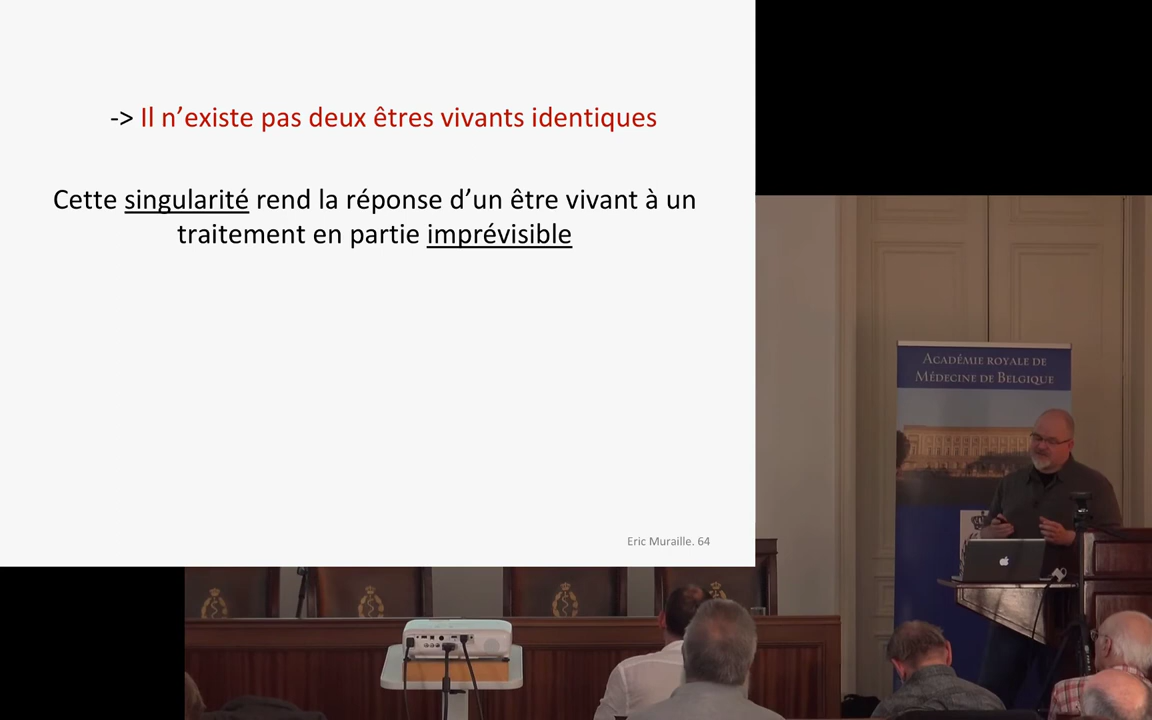 -> Il n’existe pas deux êtres vivants identiques
Cette singularité rend la réponse d’un être vivant à un
traitement en partie imprévisible
Eric Muraille. 64
ACADÉMIE ROYALE DE
MÉDECINE DE BELGIQUE